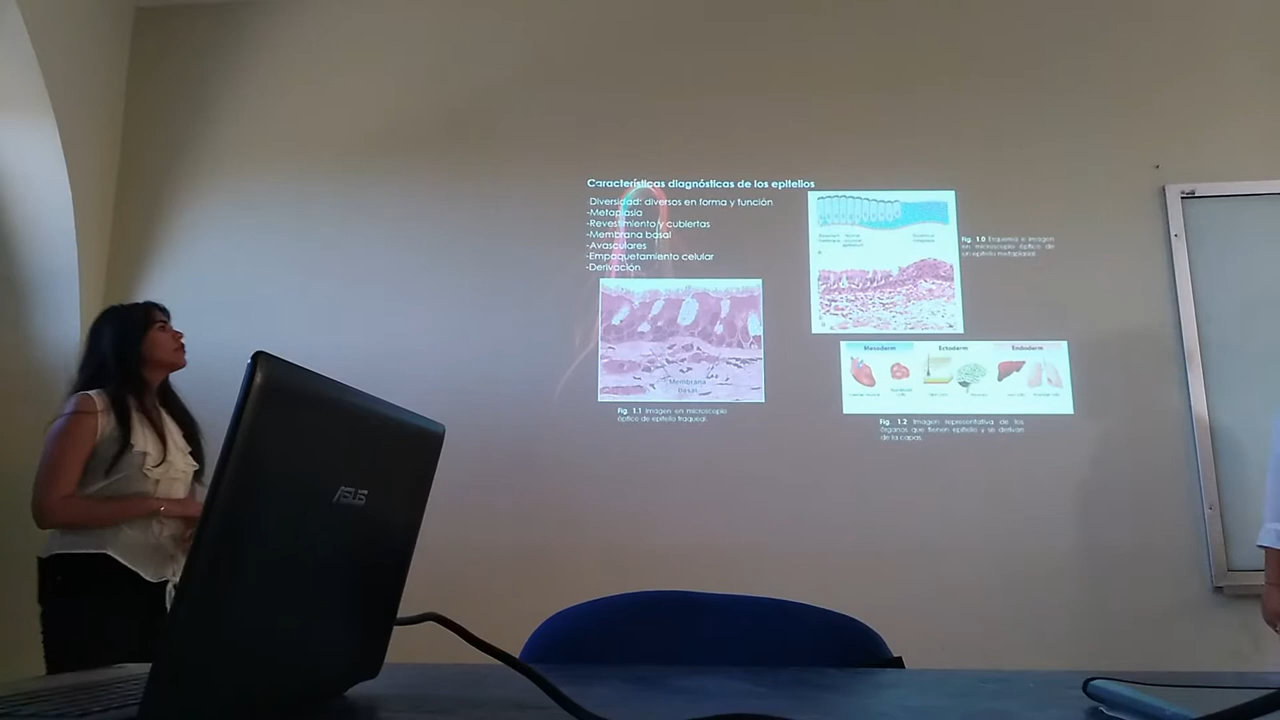 Características diagnósticas de los epitelios
-Diversidad: diversos en forma y función
-Metaplasia
-Revestimiento y cubiertas
-Membrana basal
-Avasculares
-Empaquetamiento celular
-Derivación
Membrana
Basal
Fig. 1.1 Imagen en microscopio
óptico de epitelio traqueal.
Fig. 1.0 Esquema e imagen
en microscopio óptico de
un epitelio metaplasial.
Mesoderm Ectoderm Endoderm
Fig. 1.2 Imagen representativa de los
órganos que tienen epitelio y se derivan
de la capas.
ASUS